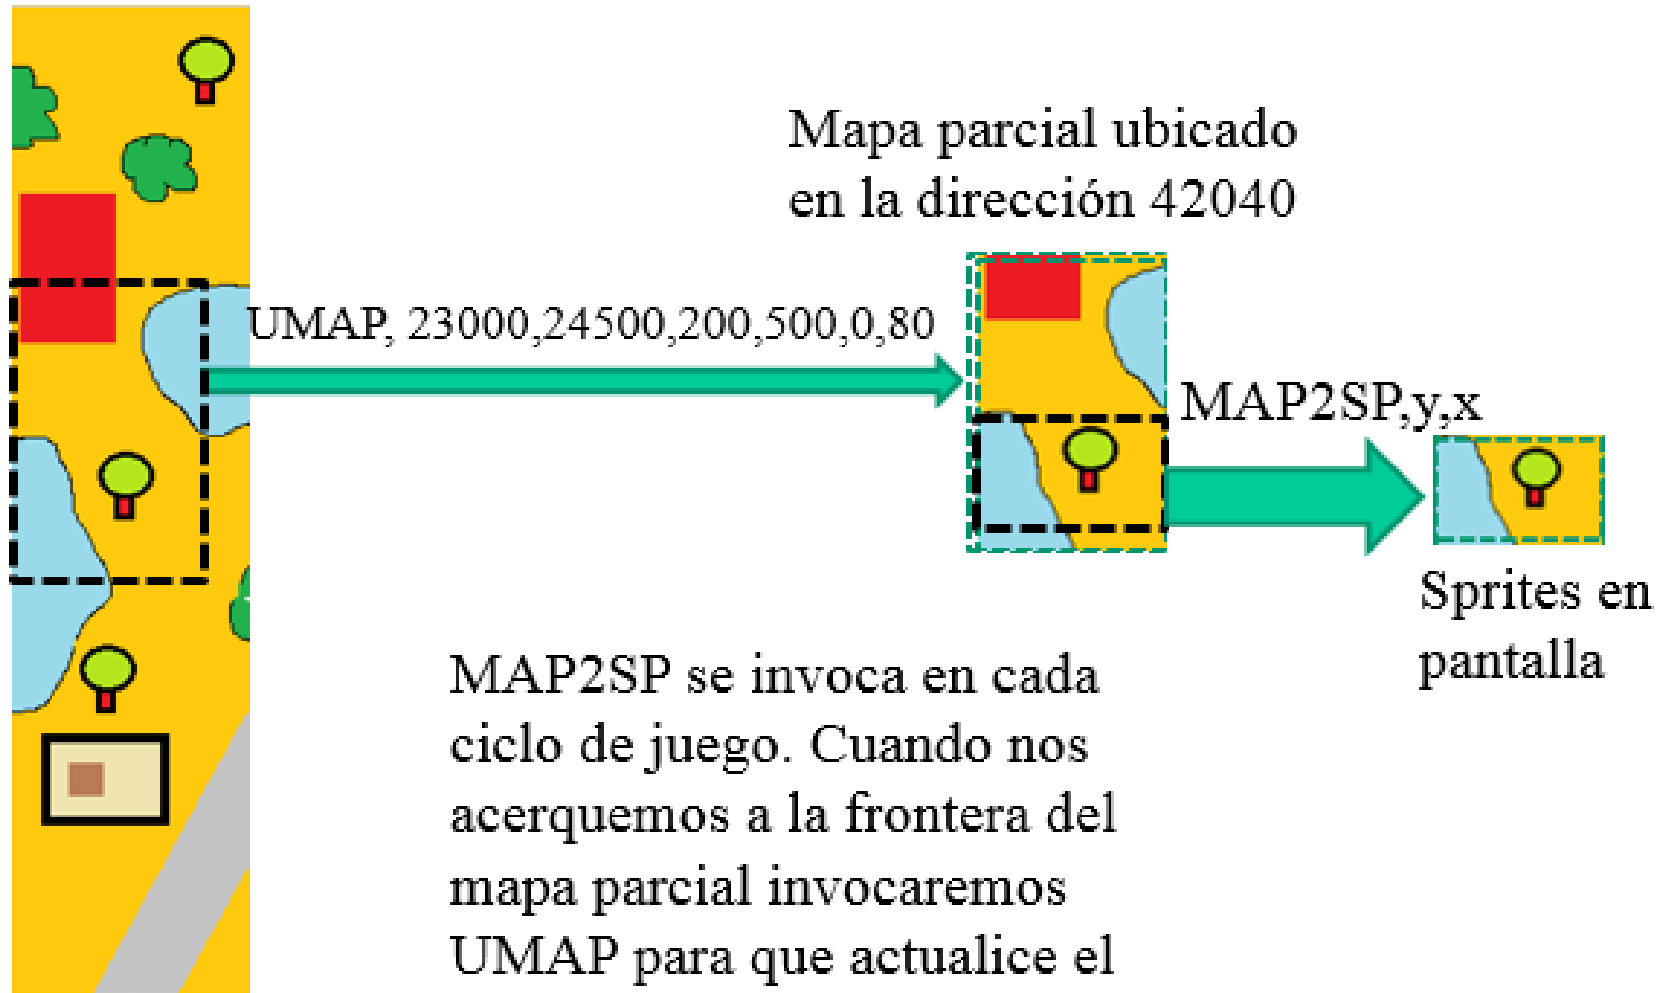 Mapa parcial ubicado
en la dirección 42040
UMAP, 23000,24500,200,500,0,80
MAP2SP,y,x
Sprites en
pantalla
MAP2SP se invoca en cada
ciclo de juego. Cuando nos
acerquemos a la frontera del
mapa parcial invocaremos
UMAP para que actualice el